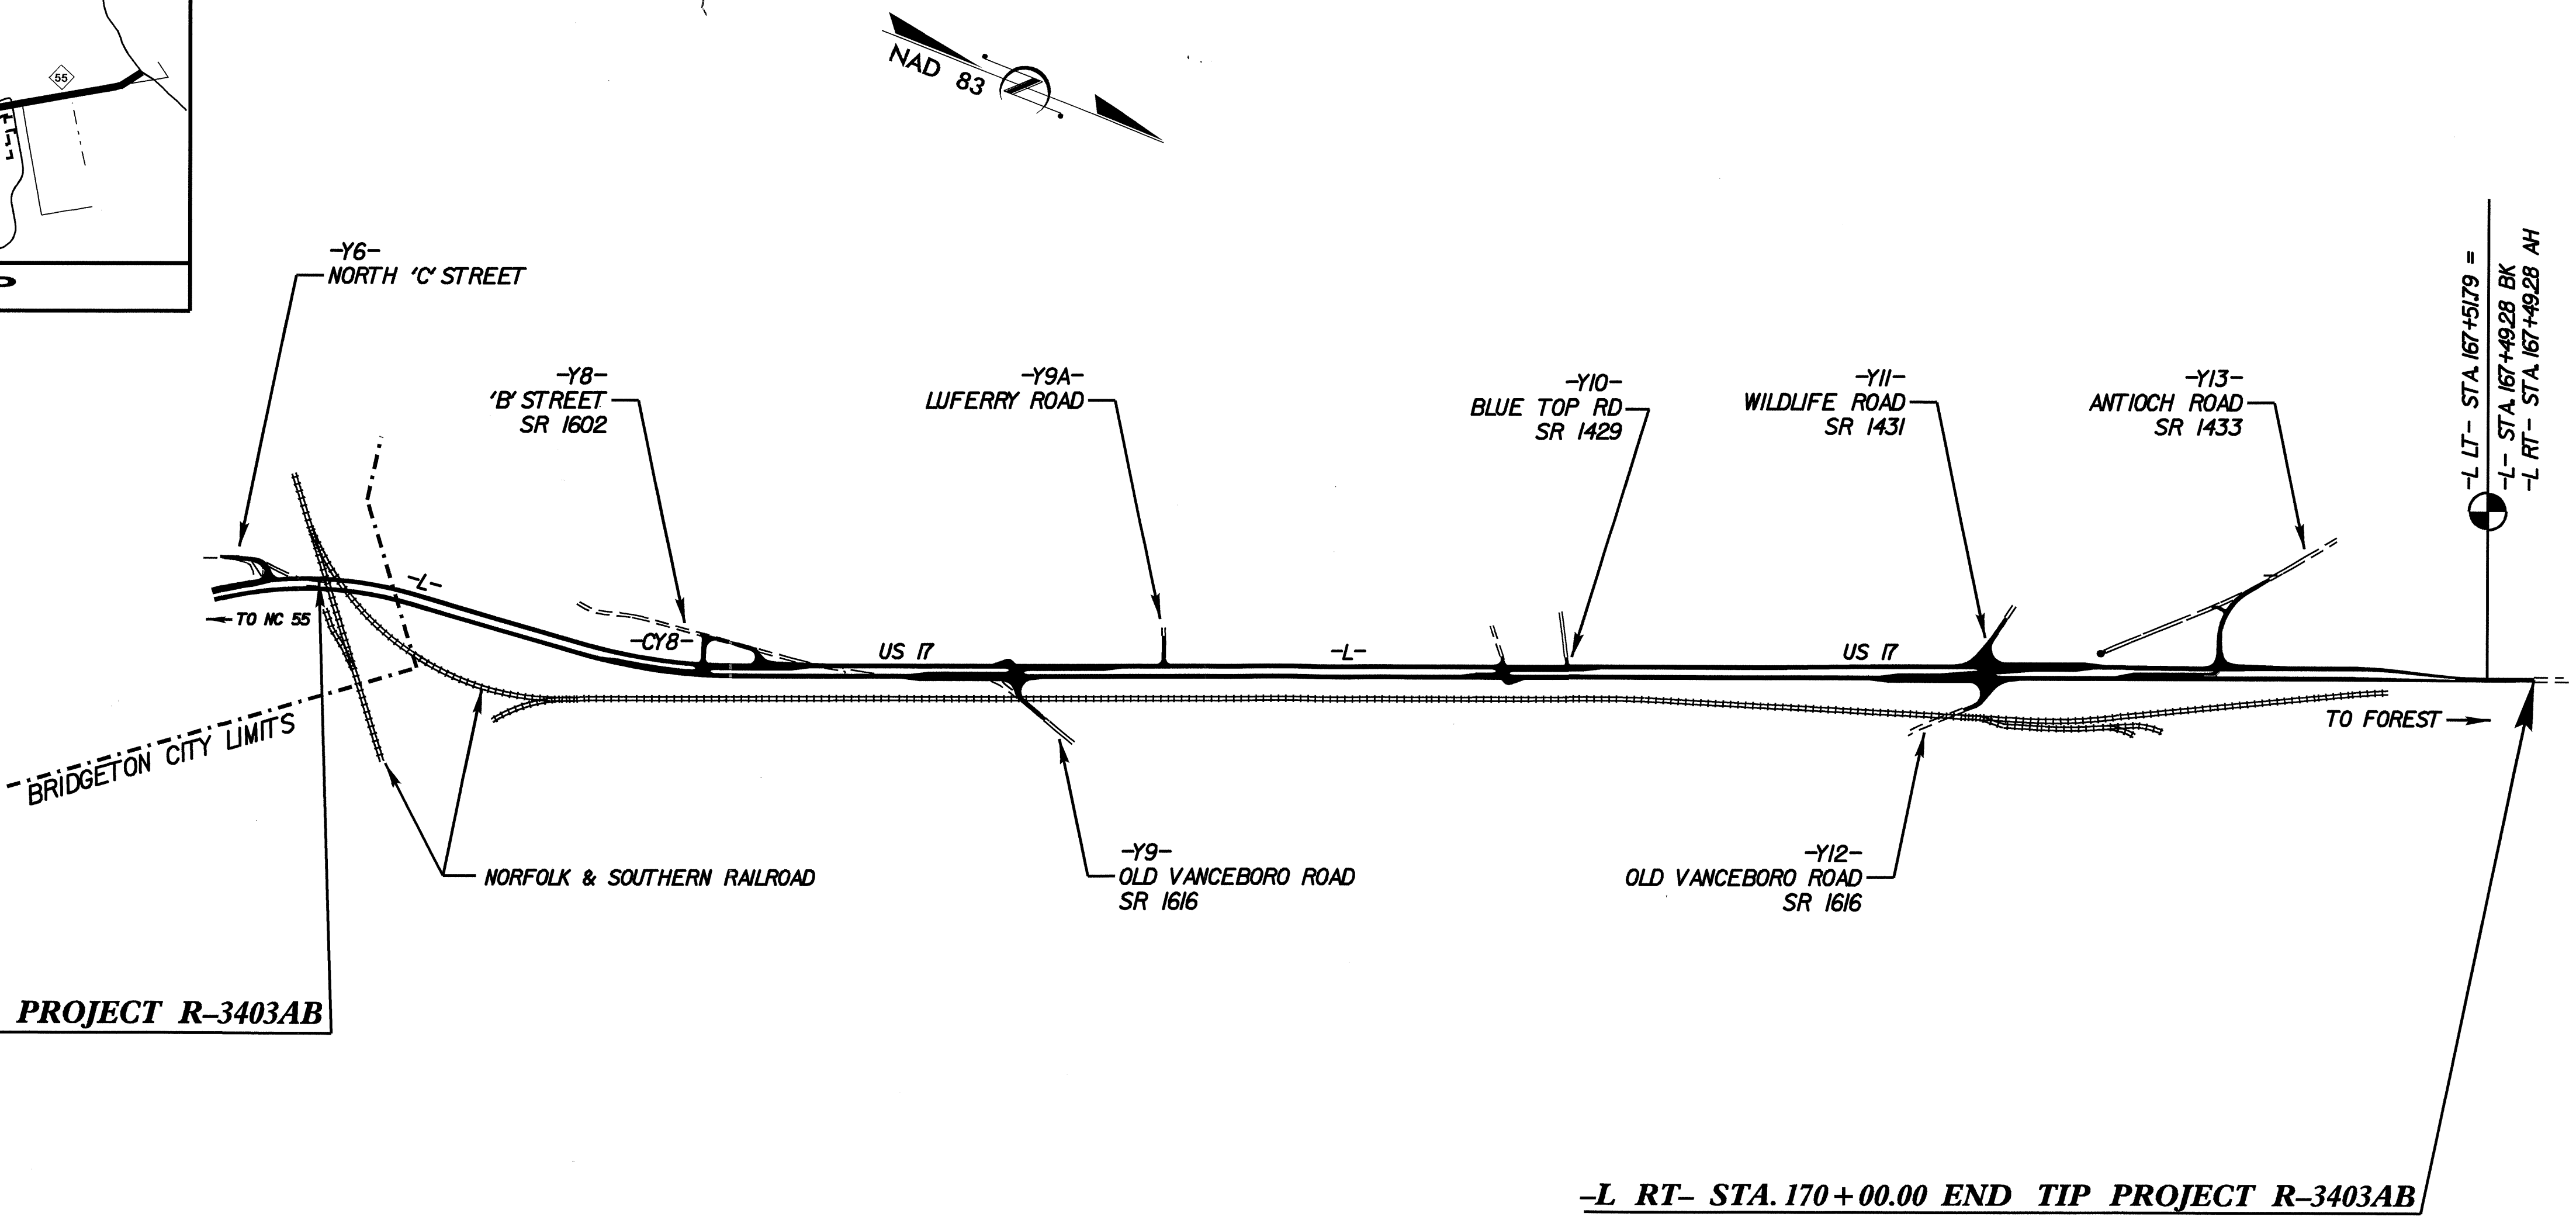 55
NAD 83
-Y6-
NORTH 'C' STREET
-Y8-
'B' STREET
SR 1602
-Y9A-
LUFERRY ROAD
-Y10-
BLUE TOP RD
SR 1429
-Y11-
WILDLIFE ROAD
SR 1431
-Y13-
ANTIOCH ROAD
SR 1433
-L LT- STA. 167+51.79 =
-L- STA. 167+49.28 BK
-L RT- STA. 167+49.28 AH
-L-
TO NC 55
-CY8-
US 17
-L-
US 17
TO FOREST
BRIDGETON CITY LIMITS
NORFOLK & SOUTHERN RAILROAD
-Y9-
OLD VANCEBORO ROAD
SR 1616
-Y12-
OLD VANCEBORO ROAD
SR 1616
PROJECT R-3403AB
-L RT- STA. 170+00.00 END TIP PROJECT R-3403AB